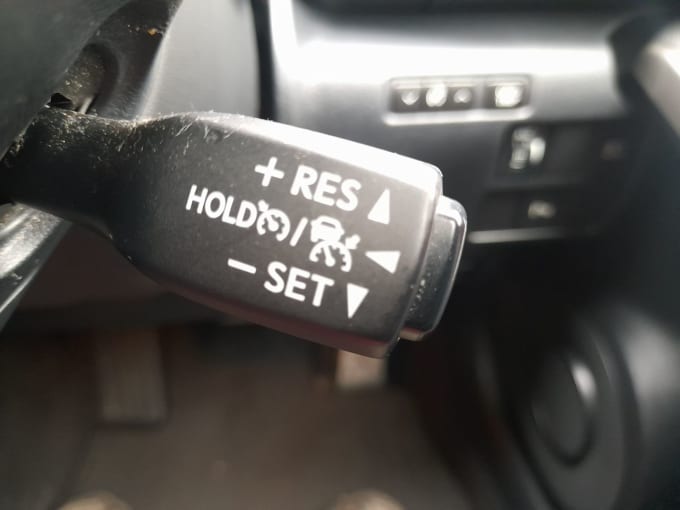 + RES
HOLD /
- SET